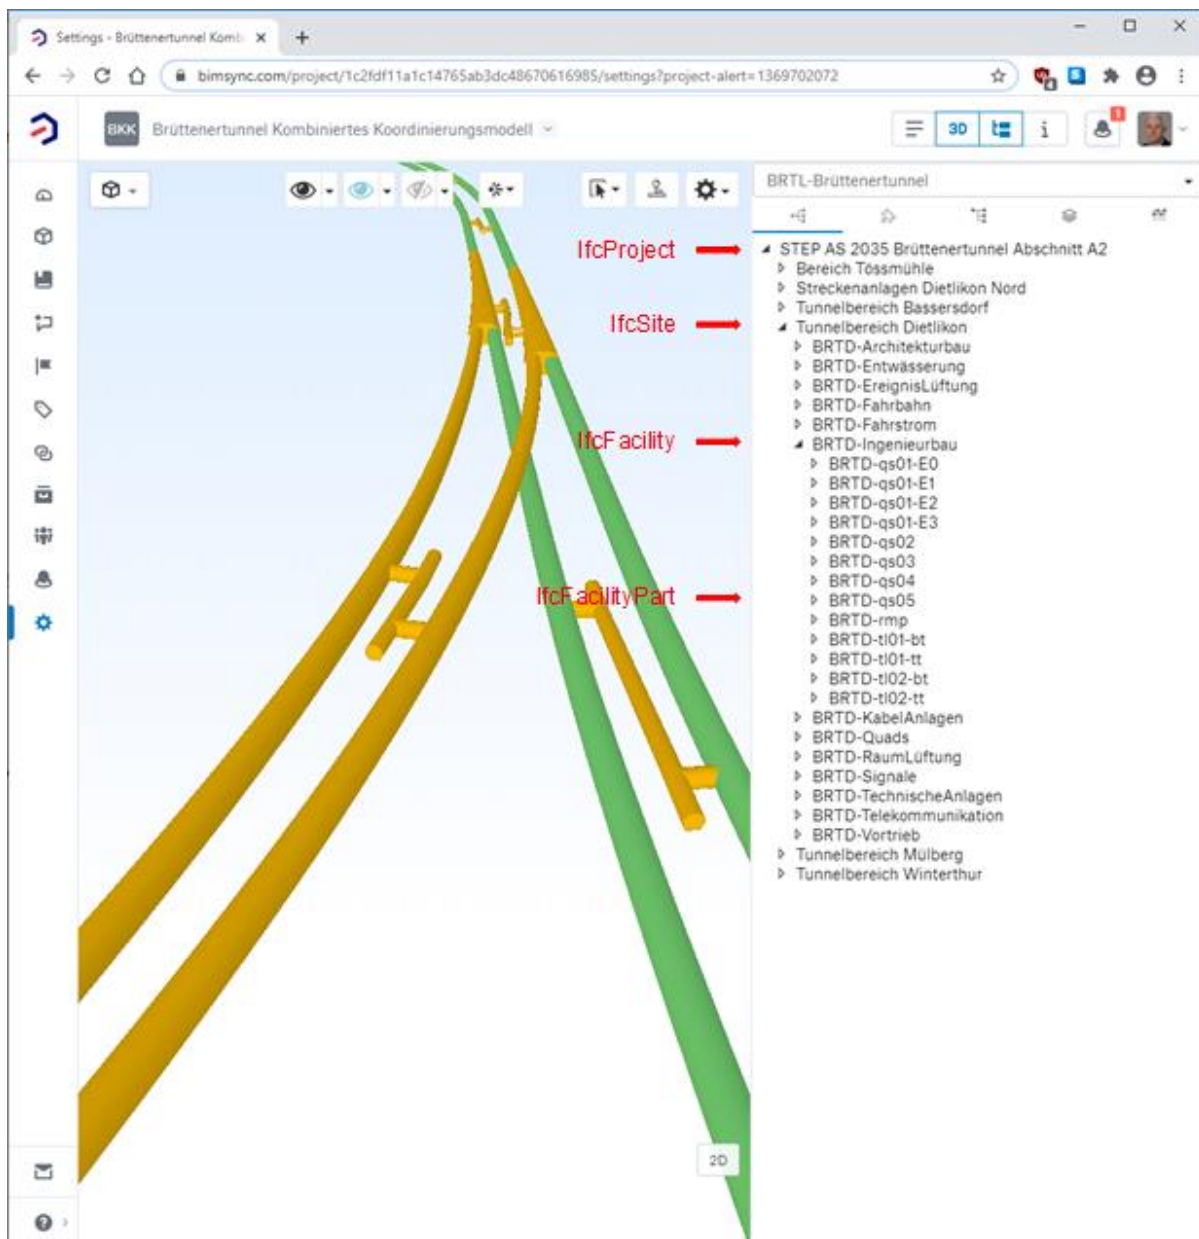 Settings - Brüttenertunnel Komb
bimsync.com/project/1c2fdf11a1c14765ab3dc48670616985/settings?project-alert=1369702072
BKK Brüttenertunnel Kombiniertes Koordinierungsmodell
3D
i
1
BRTL-Brüttenertunnel
IfcProject
STEP AS 2035 Brüttenertunnel Abschnitt A2
Bereich Tössmühle
Streckenanlagen Dietlikon Nord
Tunnelbereich Bassersdorf
IfcSite
Tunnelbereich Dietlikon
BRTD-Architekturbau
BRTD-Entwässerung
BRTD-EreignisLüftung
BRTD-Fahrbahn
BRTD-Fahrstrom
IfcFacility
BRTD-Ingenieurbau
BRTD-qs01-E0
BRTD-qs01-E1
BRTD-qs01-E2
BRTD-qs01-E3
BRTD-qs02
BRTD-qs03
BRTD-qs04
IfcFacilityPart
BRTD-qs05
BRTD-rmp
BRTD-tl01-bt
BRTD-tl01-tt
BRTD-tl02-bt
BRTD-tl02-tt
BRTD-KabelAnlagen
BRTD-Quads
BRTD-RaumLüftung
BRTD-Signale
BRTD-TechnischeAnlagen
BRTD-Telekommunikation
BRTD-Vortrieb
Tunnelbereich Mülberg
Tunnelbereich Winterthur
2D